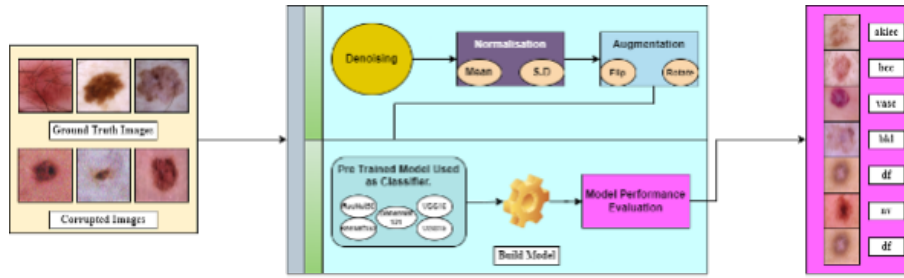 Ground Truth Images
Corrupted Images
Denoising
Normalisation
Mean
S.D
Augmentation
Flip
Rotate
Pre Trained Model Used
as Classifier.
VGG16
Build Model
Model Performance
Evaluation
akiec
bcc
vasc
bkl
df
nv
df